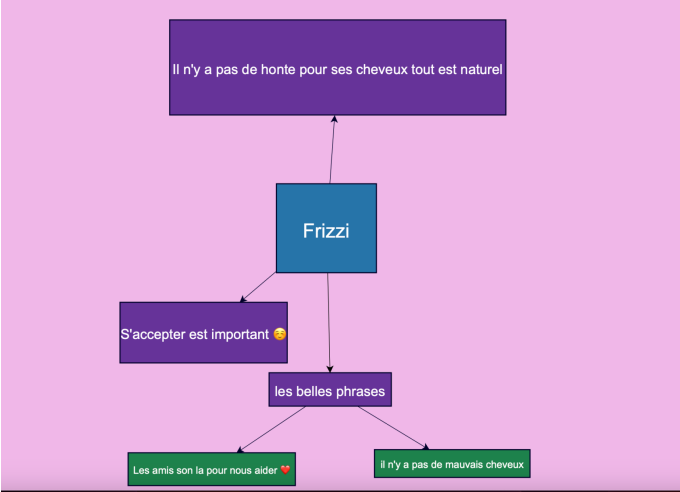 Il n'y a pas de honte pour ses cheveux tout est naturel
Frizzi
S'accepter est important ☺️
les belles phrases
Les amis son la pour nous aider ❤️
il n'y a pas de mauvais cheveux